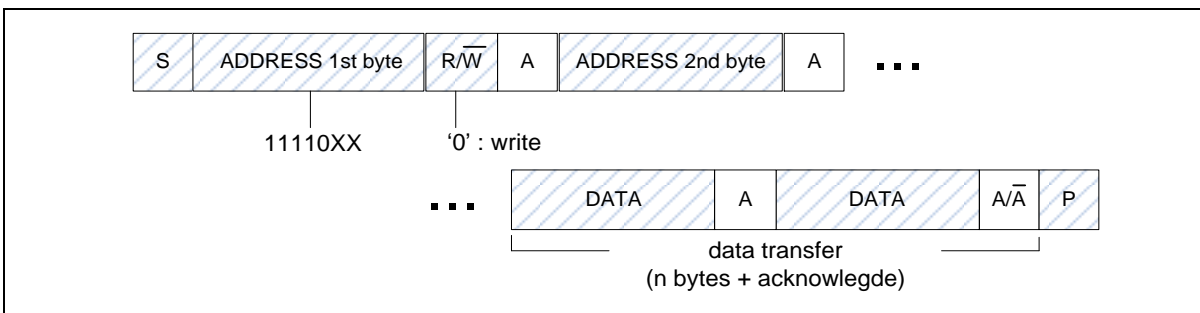 S ADDRESS 1st byte R/W̅ A ADDRESS 2nd byte A ...
11110XX '0' : write
... DATA A DATA A/A̅ P
data transfer
(n bytes + acknowlegde)